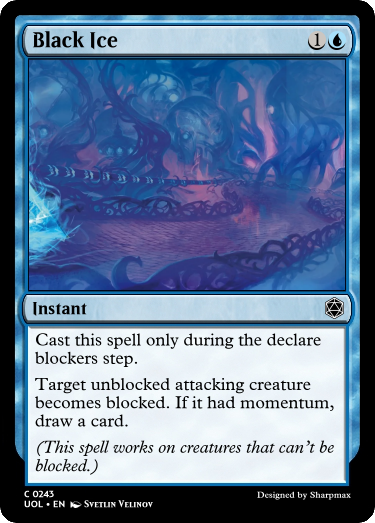 Black Ice 1
Instant
Cast this spell only during the declare
blockers step.
Target unblocked attacking creature
becomes blocked. If it had momentum,
draw a card.
(This spell works on creatures that can't be
blocked.)
C 0243
UOL • EN Svetlin Velinov
Designed by Sharpmax